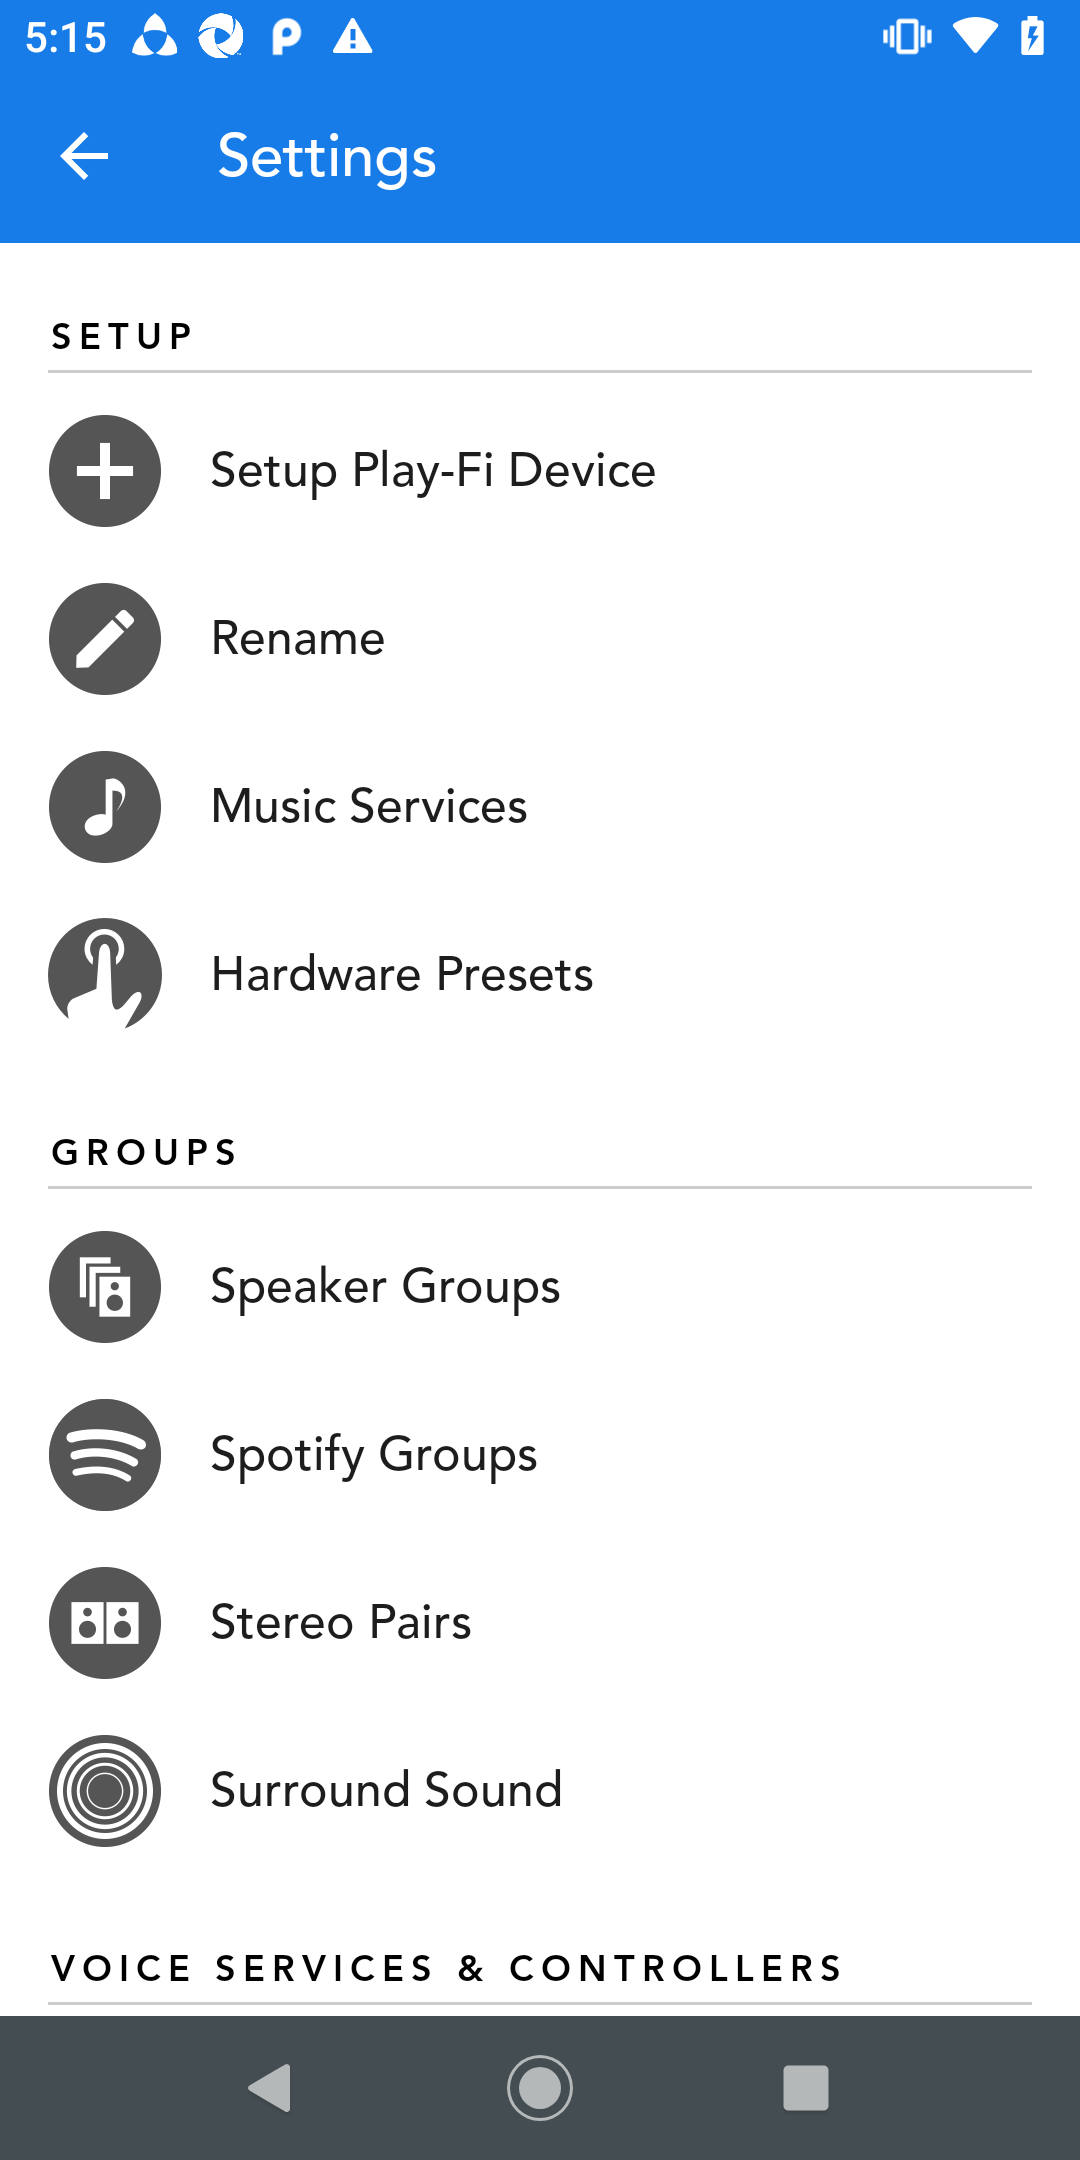 5:15
Settings
SETUP
Setup Play-Fi Device
Rename
Music Services
Hardware Presets
GROUPS
Speaker Groups
Spotify Groups
Stereo Pairs
Surround Sound
VOICE SERVICES & CONTROLLERS